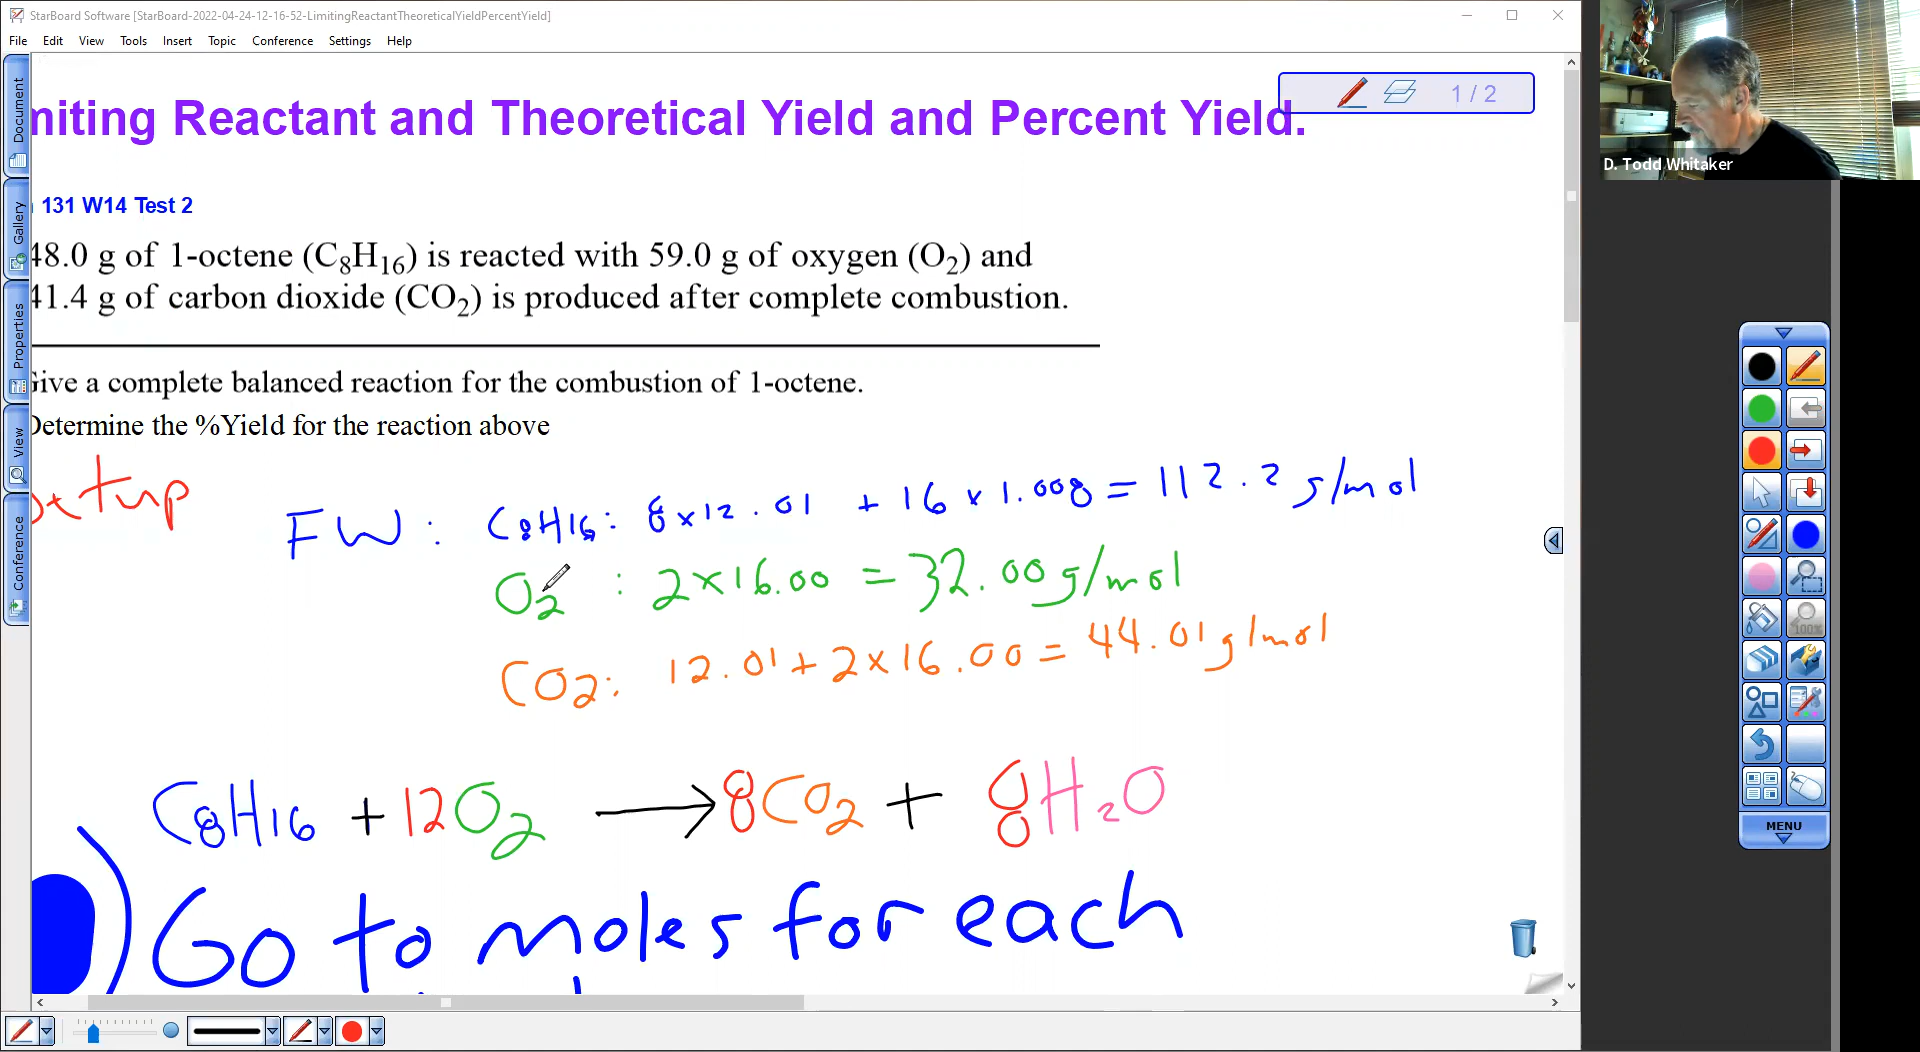 StarBoard Software [StarBoard-2022-04-24-12-16-52-LimitingReactantTheoreticalYieldPercentYield]
File Edit View Tools Insert Topic Conference Settings Help
Document
Gallery
Properties
View
Conference
miting Reactant and Theoretical Yield and Percent Yield.
1 / 2
D. Todd Whitaker
131 W14 Test 2
48.0 g of 1-octene (C8H16) is reacted with 59.0 g of oxygen (O2) and
41.4 g of carbon dioxide (CO2) is produced after complete combustion.
Give a complete balanced reaction for the combustion of 1-octene.
Determine the %Yield for the reaction above
etup
FW: C8H16: 8×12.01 + 16×1.008 = 112.2 g/mol
O2 : 2×16.00 = 32.00 g/mol
CO2: 12.01+2×16.00 = 44.01 g/mol
C8H16 + 12O2 → 8CO2 + 8H2O
Go to moles for each
100%
MENU